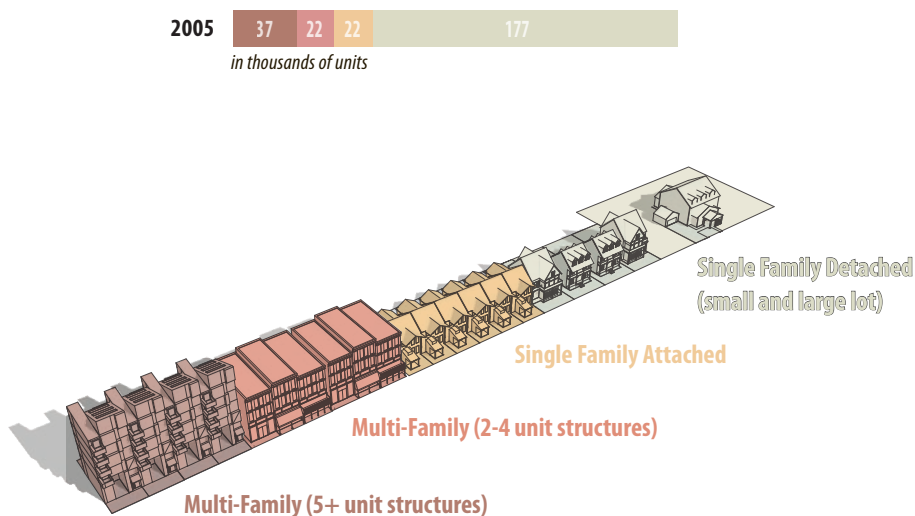 2005 37 22 22 177
in thousands of units
Single Family Detached
(small and large lot)
Single Family Attached
Multi-Family (2-4 unit structures)
Multi-Family (5+ unit structures)